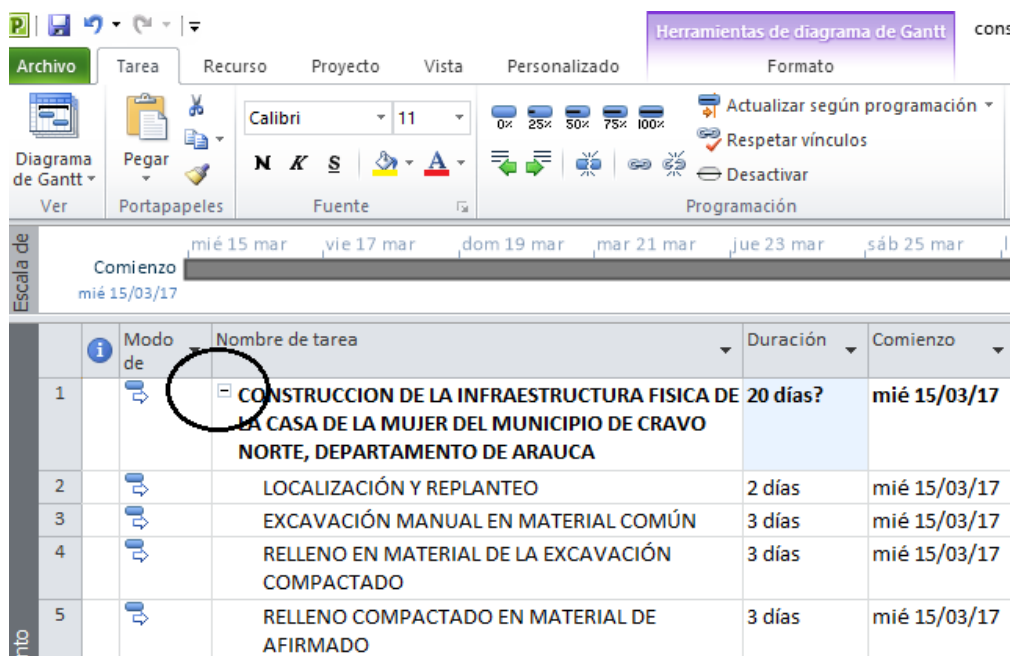 Herramientas de diagrama de Gantt cons
Archivo Tarea Recurso Proyecto Vista Personalizado Formato
Diagrama de Gantt
Ver
Pegar
Portapapeles
Calibri 11
N K S A
Fuente
0% 25% 50% 75% 100%
Actualizar según programación
Respetar vínculos
Desactivar
Programación
Escala de
mié 15 mar vie 17 mar dom 19 mar mar 21 mar jue 23 mar sáb 25 mar
Comienzo
mié 15/03/17
Modo de Nombre de tarea Duración Comienzo
1 CONSTRUCCION DE LA INFRAESTRUCTURA FISICA DE 20 días? mié 15/03/17
LA CASA DE LA MUJER DEL MUNICIPIO DE CRAVO
NORTE, DEPARTAMENTO DE ARAUCA
2 LOCALIZACIÓN Y REPLANTEO 2 días mié 15/03/17
3 EXCAVACIÓN MANUAL EN MATERIAL COMÚN 3 días mié 15/03/17
4 RELLENO EN MATERIAL DE LA EXCAVACIÓN 3 días mié 15/03/17
COMPACTADO
5 RELLENO COMPACTADO EN MATERIAL DE 3 días mié 15/03/17
AFIRMADO
nto